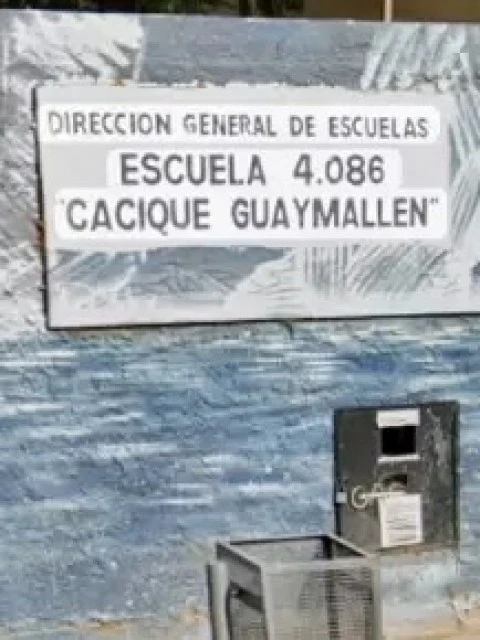 DIRECCION GENERAL DE ESCUELAS
ESCUELA 4.086
"CACIQUE GUAYMALLEN"